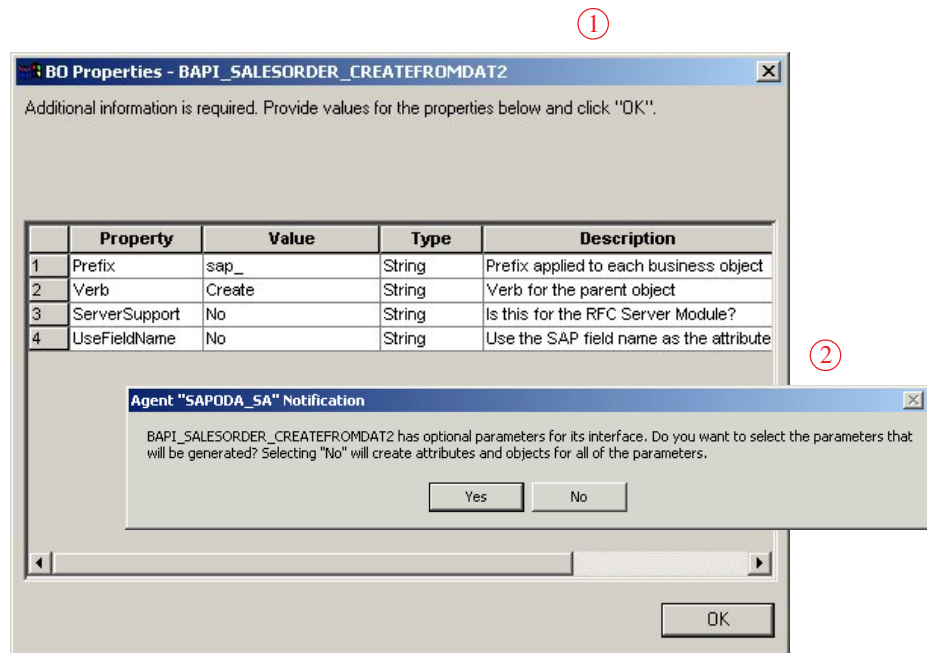 ①
BO Properties - BAPI_SALESORDER_CREATEFROMDAT2
Additional information is required. Provide values for the properties below and click "OK".
Property Value Type Description
1 Prefix sap_ String Prefix applied to each business object
2 Verb Create String Verb for the parent object
3 ServerSupport No String Is this for the RFC Server Module?
4 UseFieldName No String Use the SAP field name as the attribute
②
Agent "SAPODA_SA" Notification
BAPI_SALESORDER_CREATEFROMDAT2 has optional parameters for its interface. Do you want to select the parameters that
will be generated? Selecting "No" will create attributes and objects for all of the parameters.
Yes No
OK